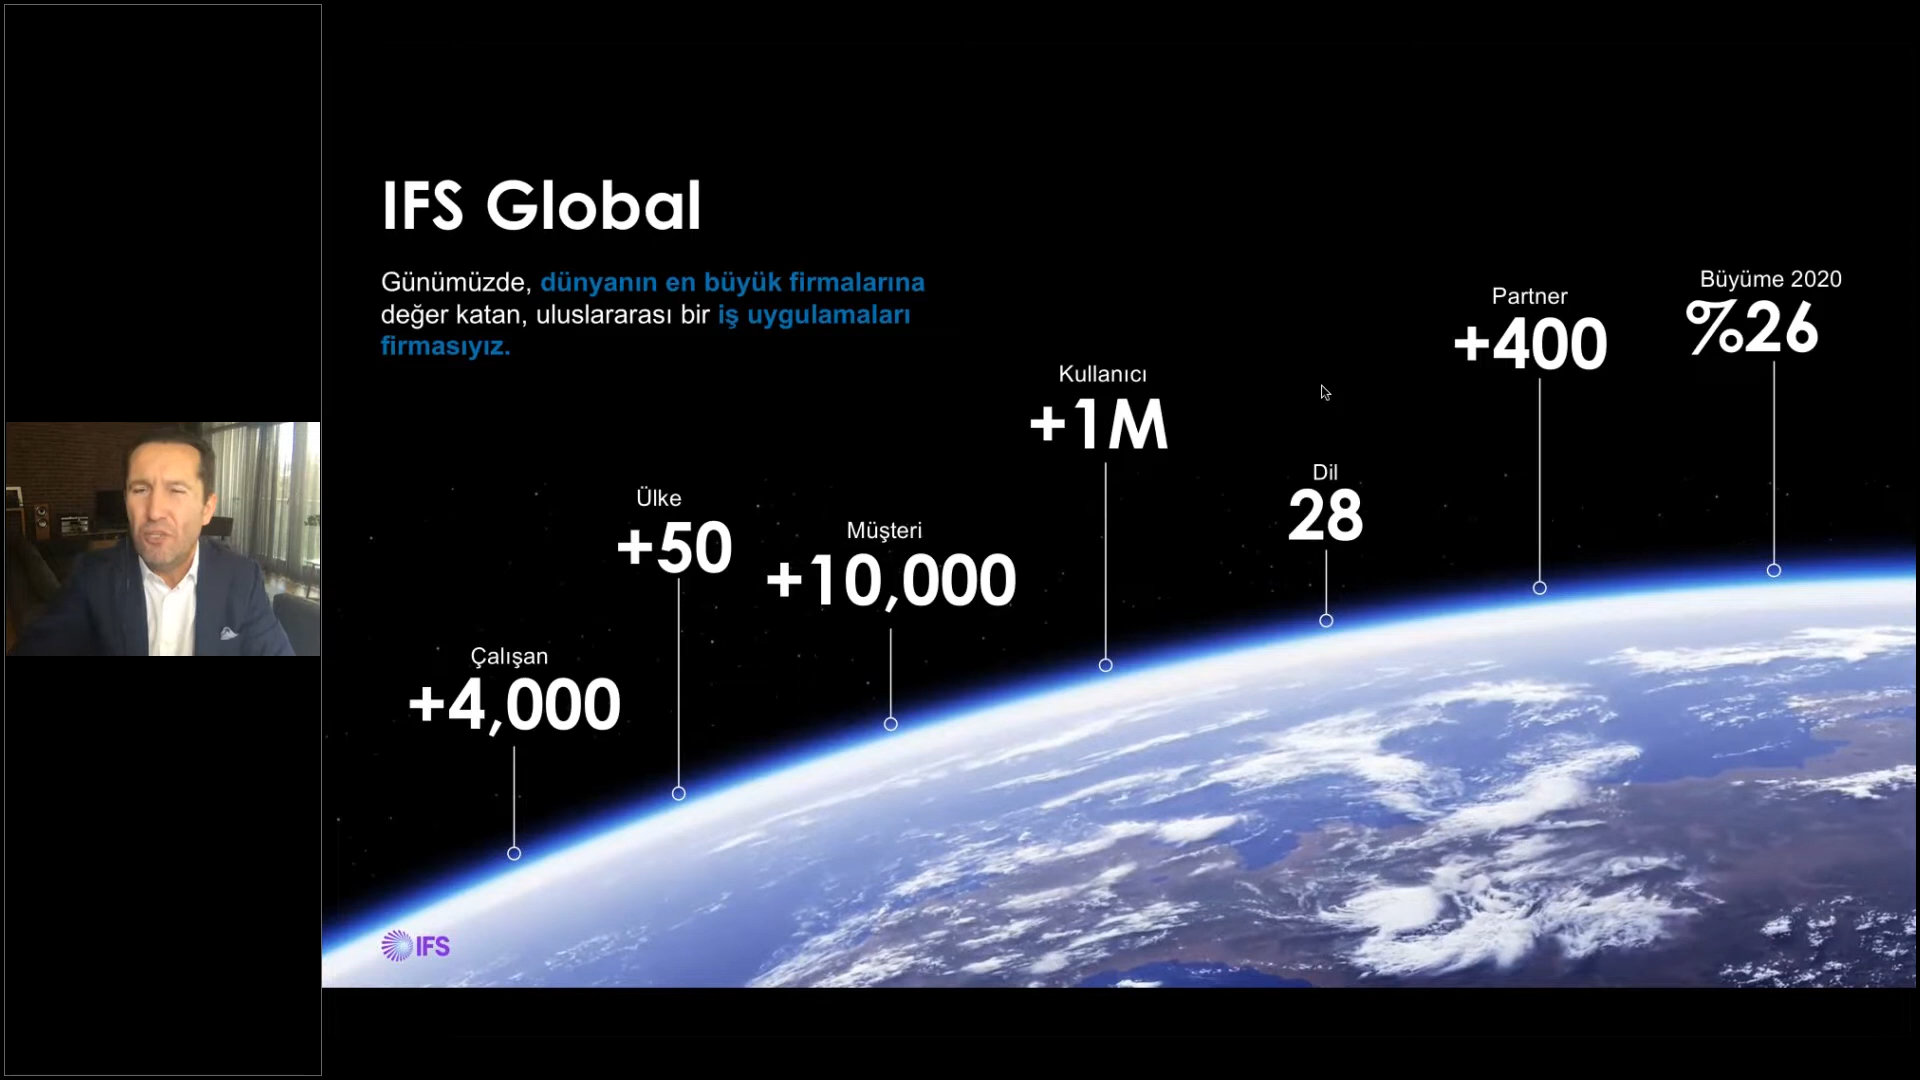 IFS Global
Günümüzde, dünyanın en büyük firmalarına
değer katan, uluslararası bir iş uygulamaları
firmasıyız.
Çalışan
+4,000
Ülke
+50
Müşteri
+10,000
Kullanıcı
+1M
Dil
28
Partner
+400
Büyüme 2020
%26
IFS